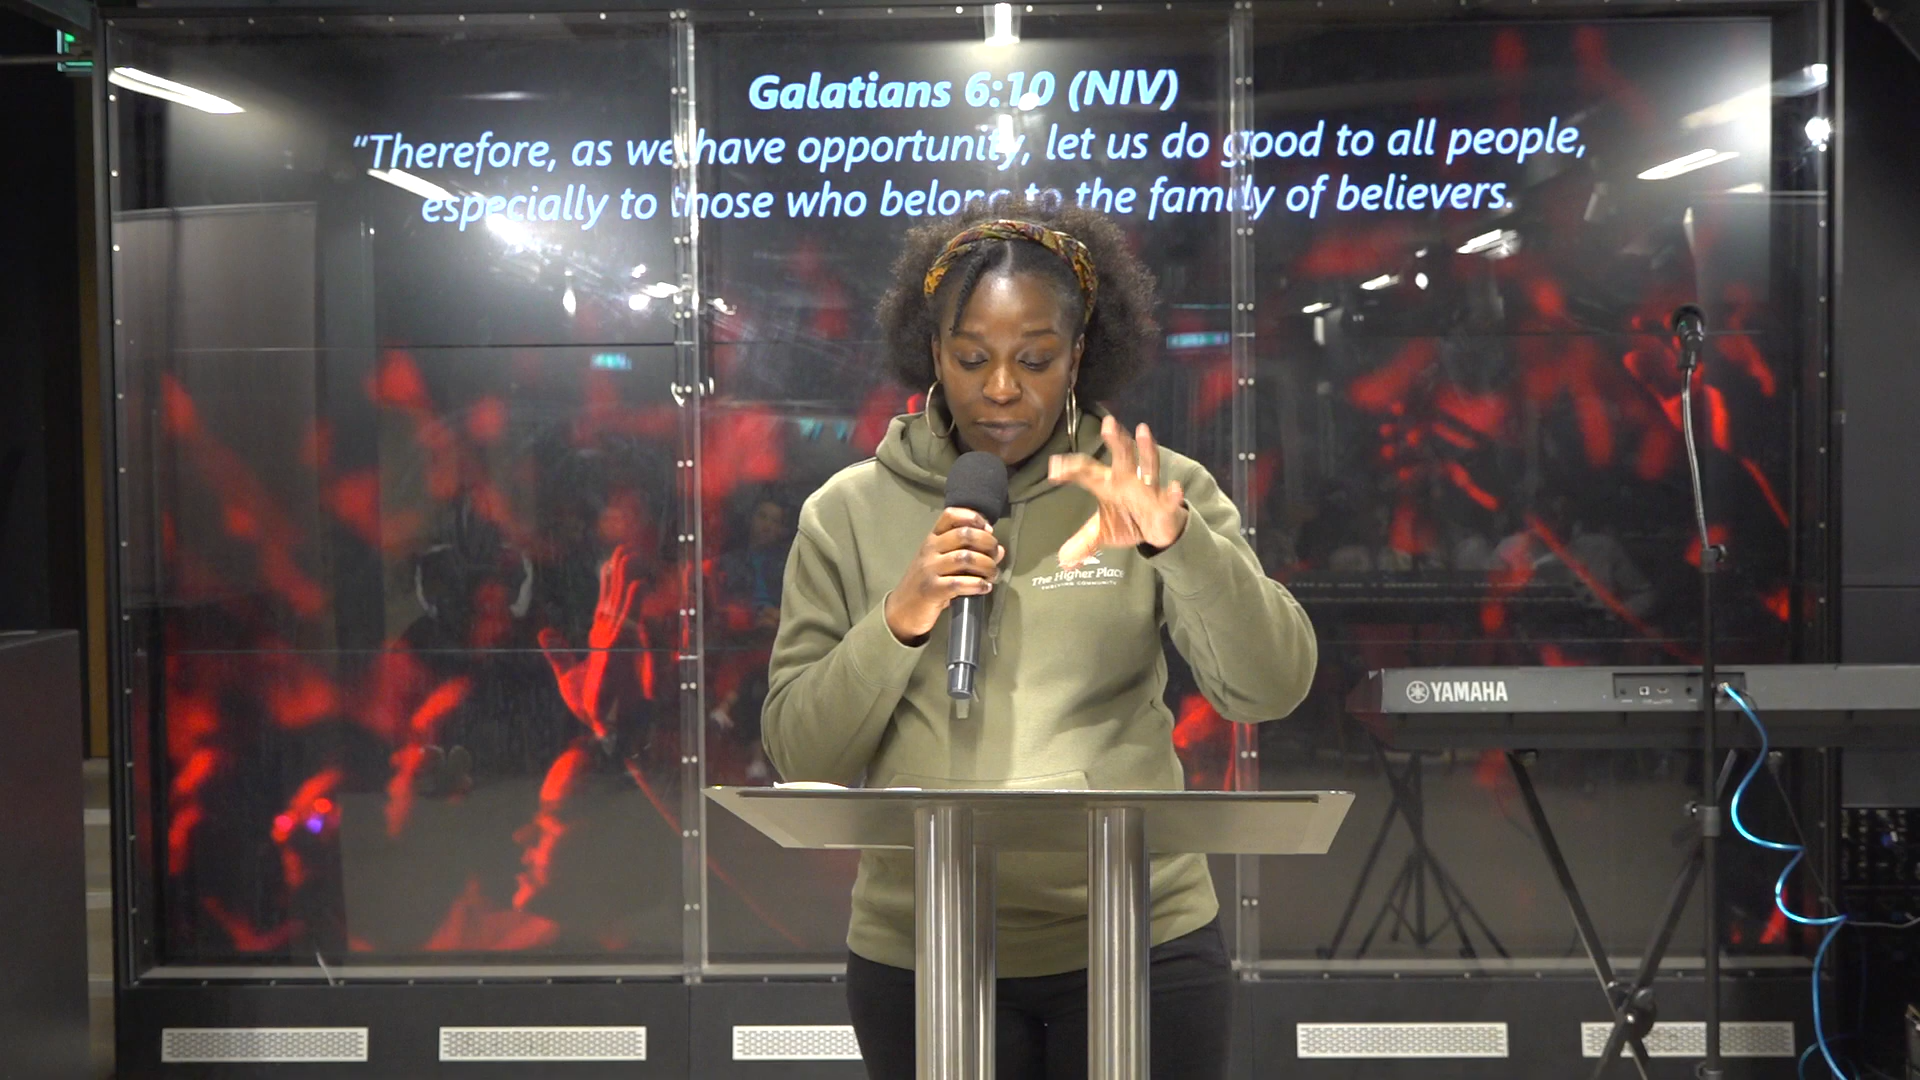 Galatians 6:10 (NIV)
“Therefore, as we have opportunity, let us do good to all people,
especially to those who belong to the family of believers.
The Higher Place
YAMAHA